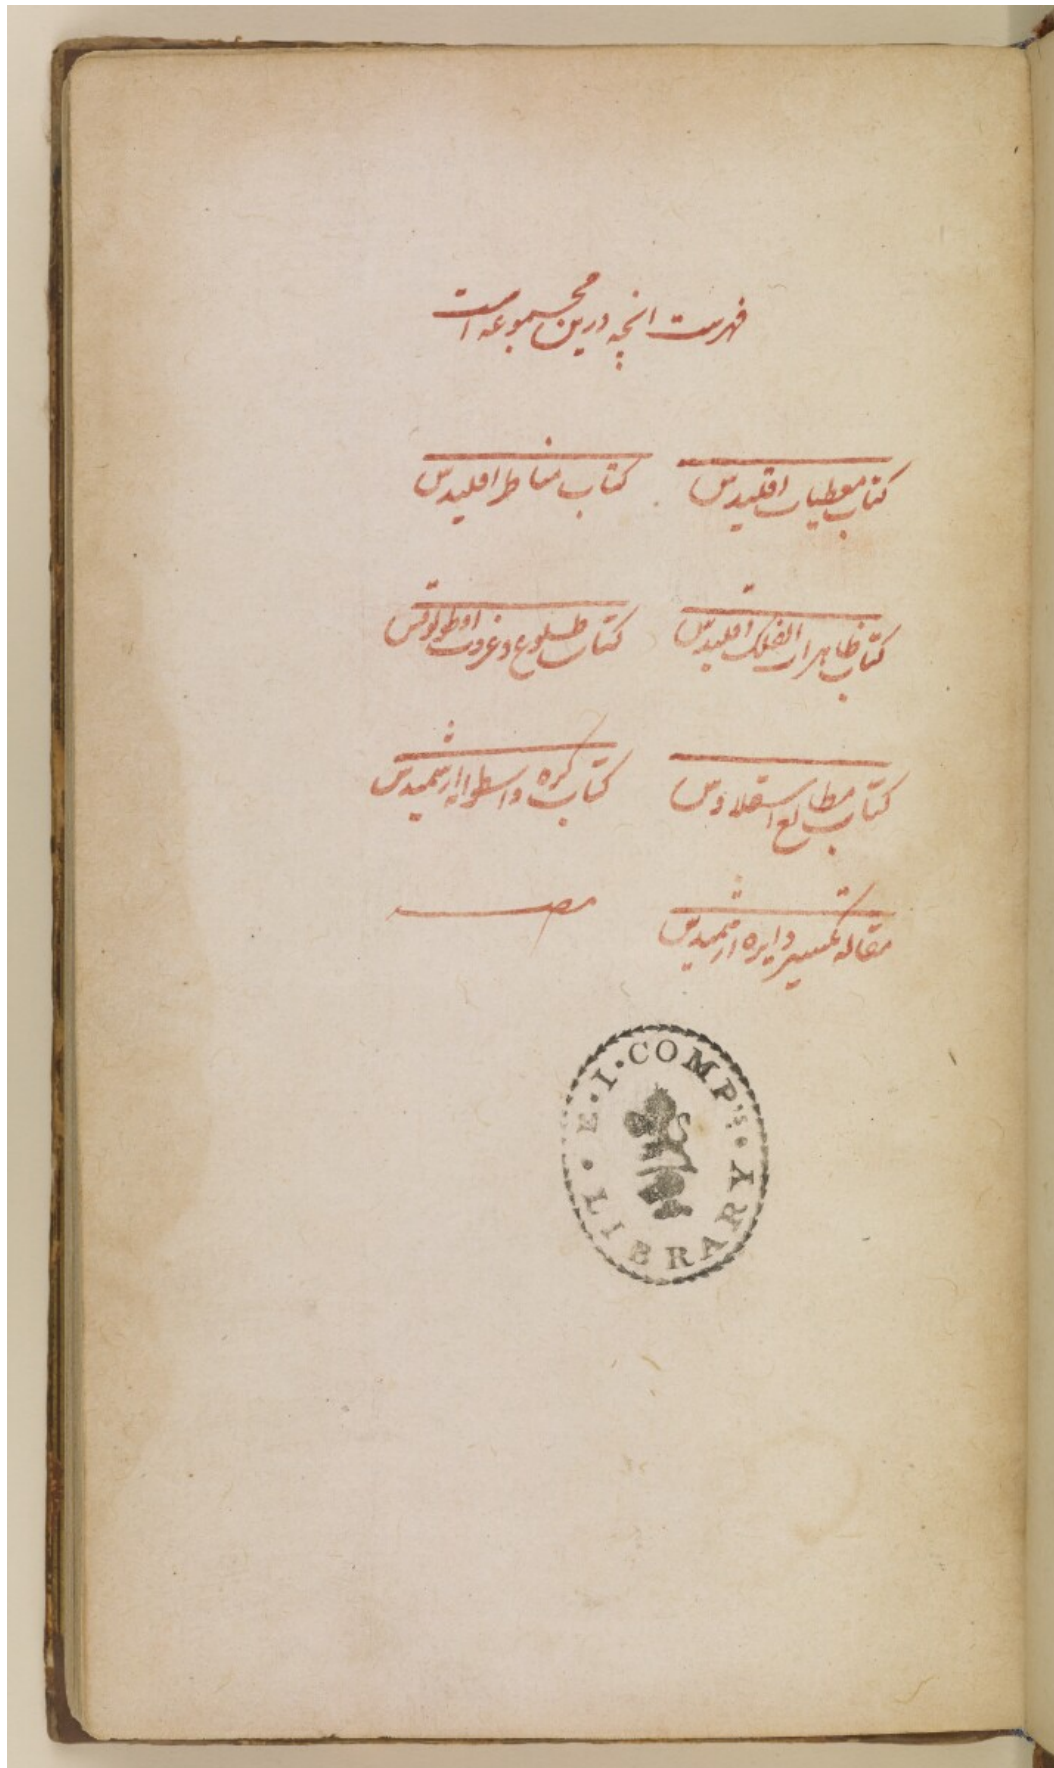 فهرست انچه درین مجموعه است
کتاب معطیات اقلیدس
کتاب مناظر اقلیدس
کتاب ظاهرات الفلک اقلیدس
کتاب طلوع و غروب اوطولوقس
کتاب مطالع اسقلاوس
کتاب کره و اسطوانه ارشمیدس
مقاله تکسیر دایره ارشمیدس
E·I·COMP'S·LIBRARY